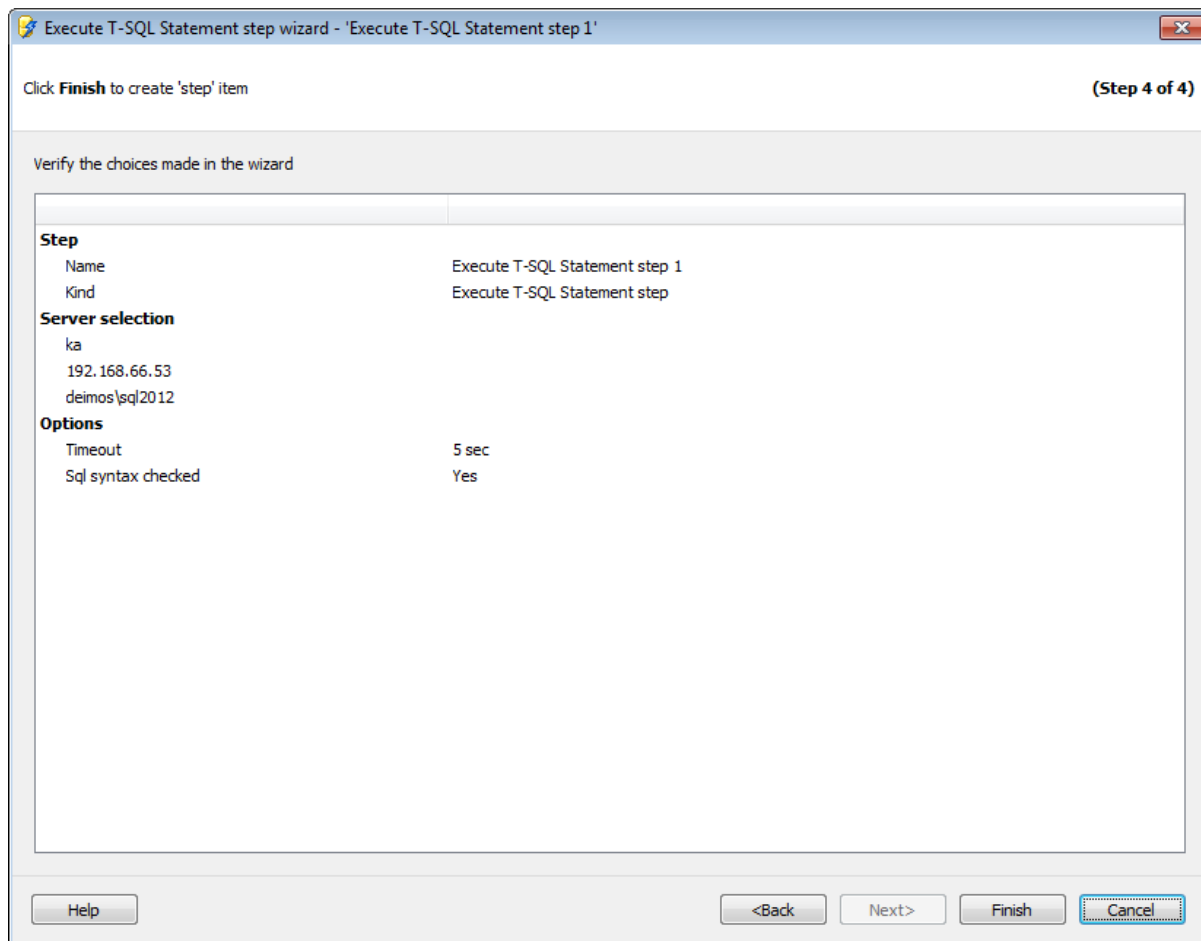 Execute T-SQL Statement step wizard - 'Execute T-SQL Statement step 1'
Click Finish to create 'step' item (Step 4 of 4)
Verify the choices made in the wizard
Step
Name Execute T-SQL Statement step 1
Kind Execute T-SQL Statement step
Server selection
ka
192.168.66.53
deimos\sql2012
Options
Timeout 5 sec
Sql syntax checked Yes
Help <Back Next> Finish Cancel